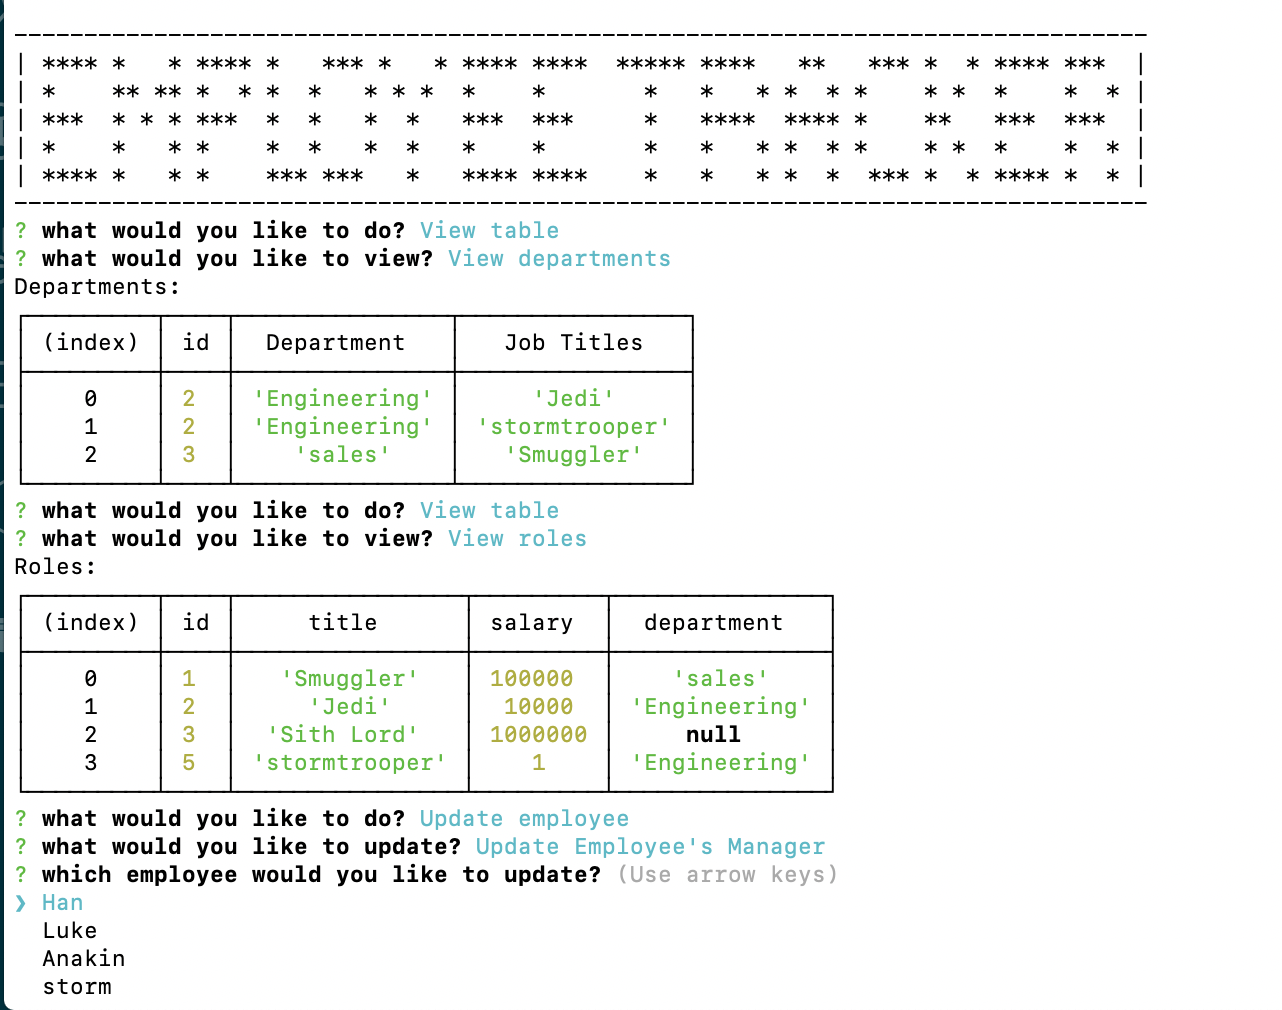 EMPLOYEE TRACKER
? what would you like to do? View table
? what would you like to view? View departments
Departments:
(index) id Department Job Titles
0 2 'Engineering' 'Jedi'
1 2 'Engineering' 'stormtrooper'
2 3 'sales' 'Smuggler'
? what would you like to do? View table
? what would you like to view? View roles
Roles:
(index) id title salary department
0 1 'Smuggler' 100000 'sales'
1 2 'Jedi' 10000 'Engineering'
2 3 'Sith Lord' 1000000 null
3 5 'stormtrooper' 1 'Engineering'
? what would you like to do? Update employee
? what would you like to update? Update Employee's Manager
? which employee would you like to update? (Use arrow keys)
❯ Han
Luke
Anakin
storm